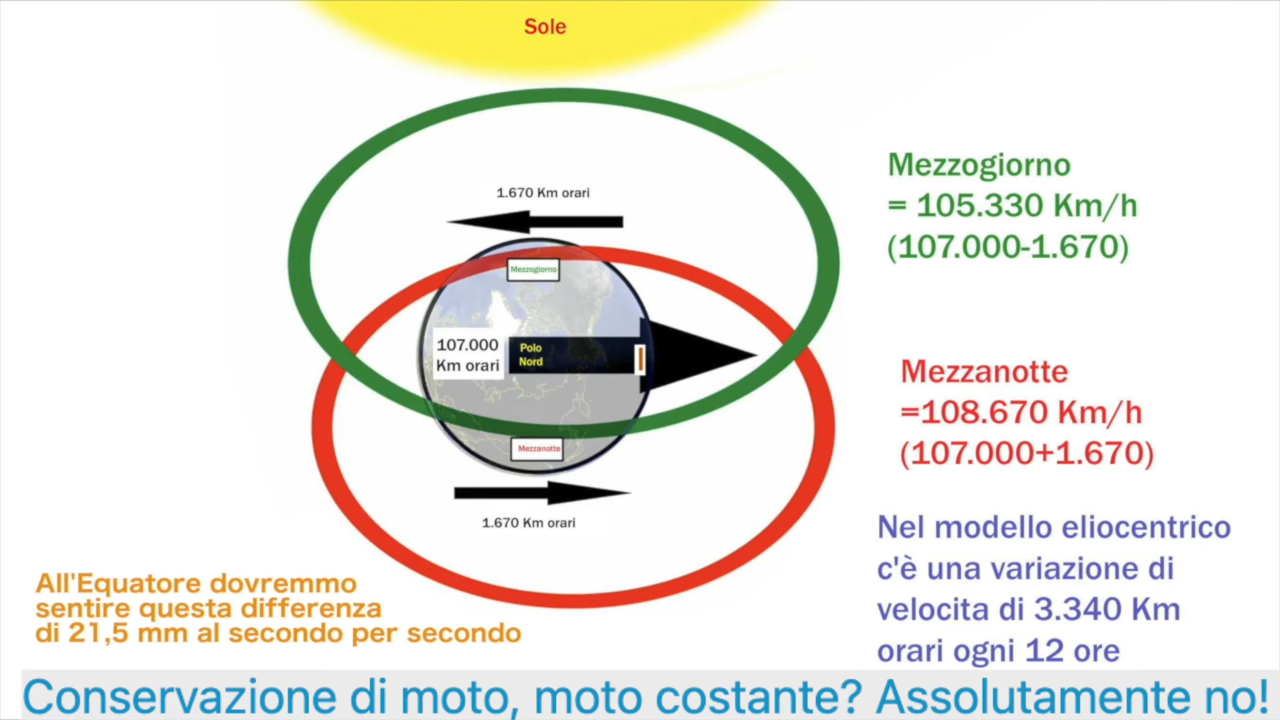 Sole
1.670 Km orari
Mezzogiorno
107.000
Km orari
Polo
Nord
Mezzanotte
1.670 Km orari
Mezzogiorno
= 105.330 Km/h
(107.000-1.670)
Mezzanotte
=108.670 Km/h
(107.000+1.670)
Nel modello eliocentrico
c'è una variazione di
velocita di 3.340 Km
orari ogni 12 ore
All'Equatore dovremmo
sentire questa differenza
di 21,5 mm al secondo per secondo
Conservazione di moto, moto costante? Assolutamente no!